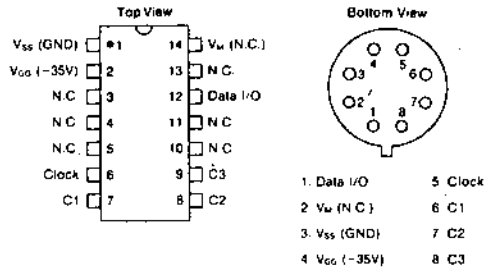 Top View
Bottom View
VSS (GND) *1 14 VM (N.C.)
VGG (-35V) 2 13 N.C.
N.C 3 12 Data I/O
N.C 4 11 N.C
N.C. 5 10 N.C
Clock 6 9 C3
C1 7 8 C2
4 5
3 6
2 7
1 8
1. Data I/O 5 Clock
2 VM (N C ) 6 C1
3. VSS (GND) 7 C2
4 VGG (-35V) 8 C3